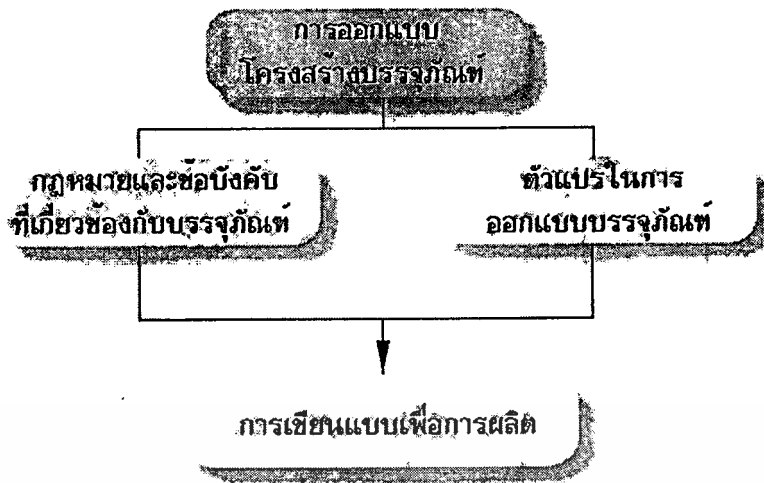 การออกแบบ
โครงสร้างบรรจุภัณฑ์
กฎหมายและข้อบังคับ
ที่เกี่ยวข้องกับบรรจุภัณฑ์
ตัวแปรในการ
ออกแบบบรรจุภัณฑ์
การเขียนแบบเพื่อการผลิต